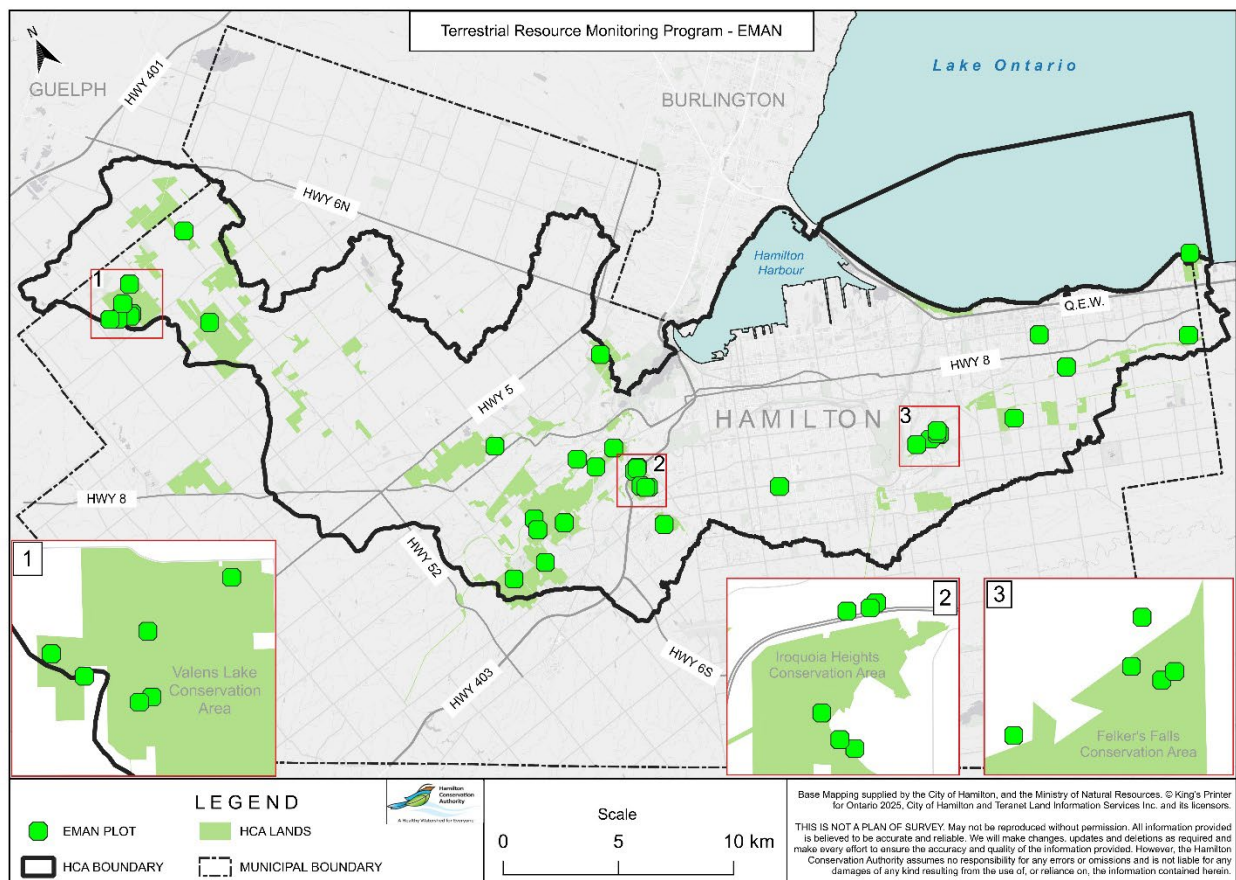 Terrestrial Resource Monitoring Program - EMAN
N
Lake Ontario
GUELPH
HWY 401
BURLINGTON
HWY 6N
Hamilton
Harbour
1
Q.E.W.
HWY 8
HWY 5
HAMILTON
3
2
HWY 8
HWY 52
HWY 6S
HWY 403
1
Valens Lake
Conservation
Area
2
Iroquoia Heights
Conservation Area
3
Felker's Falls
Conservation Area
LEGEND
EMAN PLOT
HCA LANDS
HCA BOUNDARY
MUNICIPAL BOUNDARY
Hamilton
Conservation
Authority
A Healthy Watershed for Everyone
Scale
0 5 10 km
Base Mapping supplied by the City of Hamilton, and the Ministry of Natural Resources. © King's Printer
for Ontario 2025, City of Hamilton and Teranet Land Information Services Inc. and its licensors.
THIS IS NOT A PLAN OF SURVEY. May not be reproduced without permission. All information provided
is believed to be accurate and reliable. We will make changes, updates and deletions as required and
make every effort to ensure the accuracy and quality of the information provided. However, the Hamilton
Conservation Authority assumes no responsibility for any errors or omissions and is not liable for any
damages of any kind resulting from the use of, or reliance on, the information contained herein.